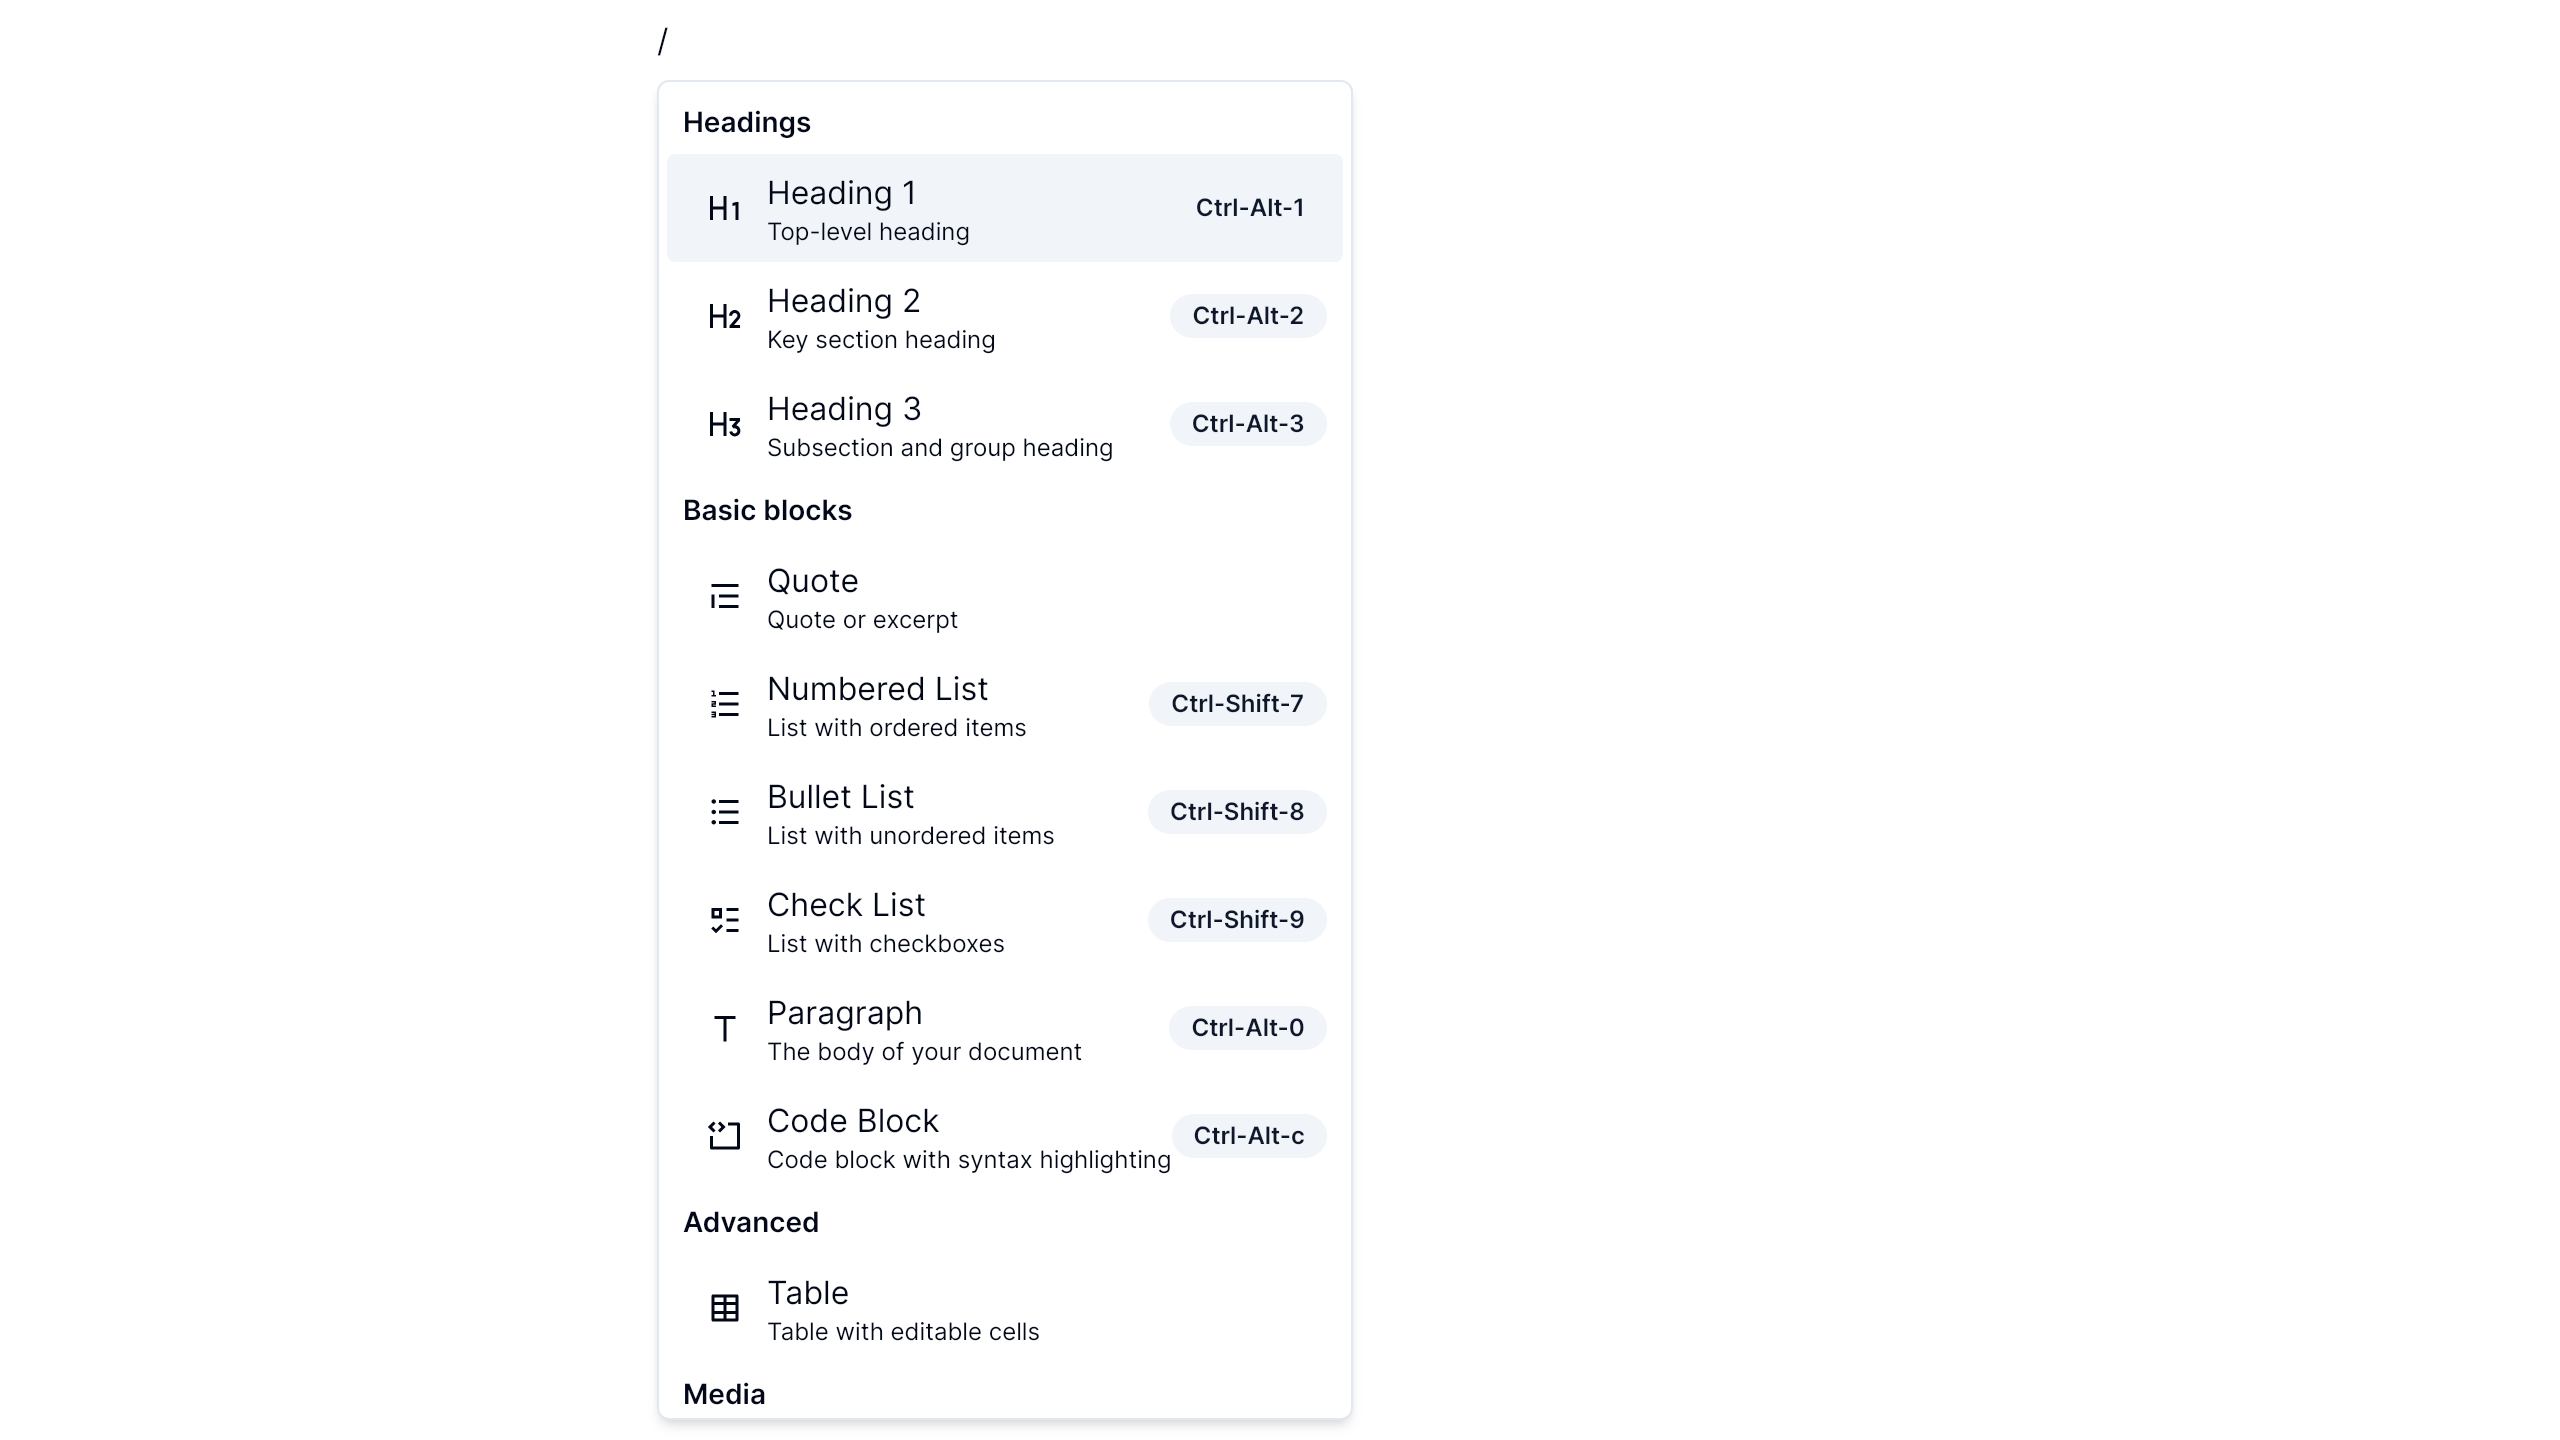 /
Headings
H1 Heading 1 Ctrl-Alt-1
Top-level heading
H2 Heading 2 Ctrl-Alt-2
Key section heading
H3 Heading 3 Ctrl-Alt-3
Subsection and group heading
Basic blocks
Quote
Quote or excerpt
Numbered List Ctrl-Shift-7
List with ordered items
Bullet List Ctrl-Shift-8
List with unordered items
Check List Ctrl-Shift-9
List with checkboxes
T Paragraph Ctrl-Alt-0
The body of your document
Code Block Ctrl-Alt-c
Code block with syntax highlighting
Advanced
Table
Table with editable cells
Media